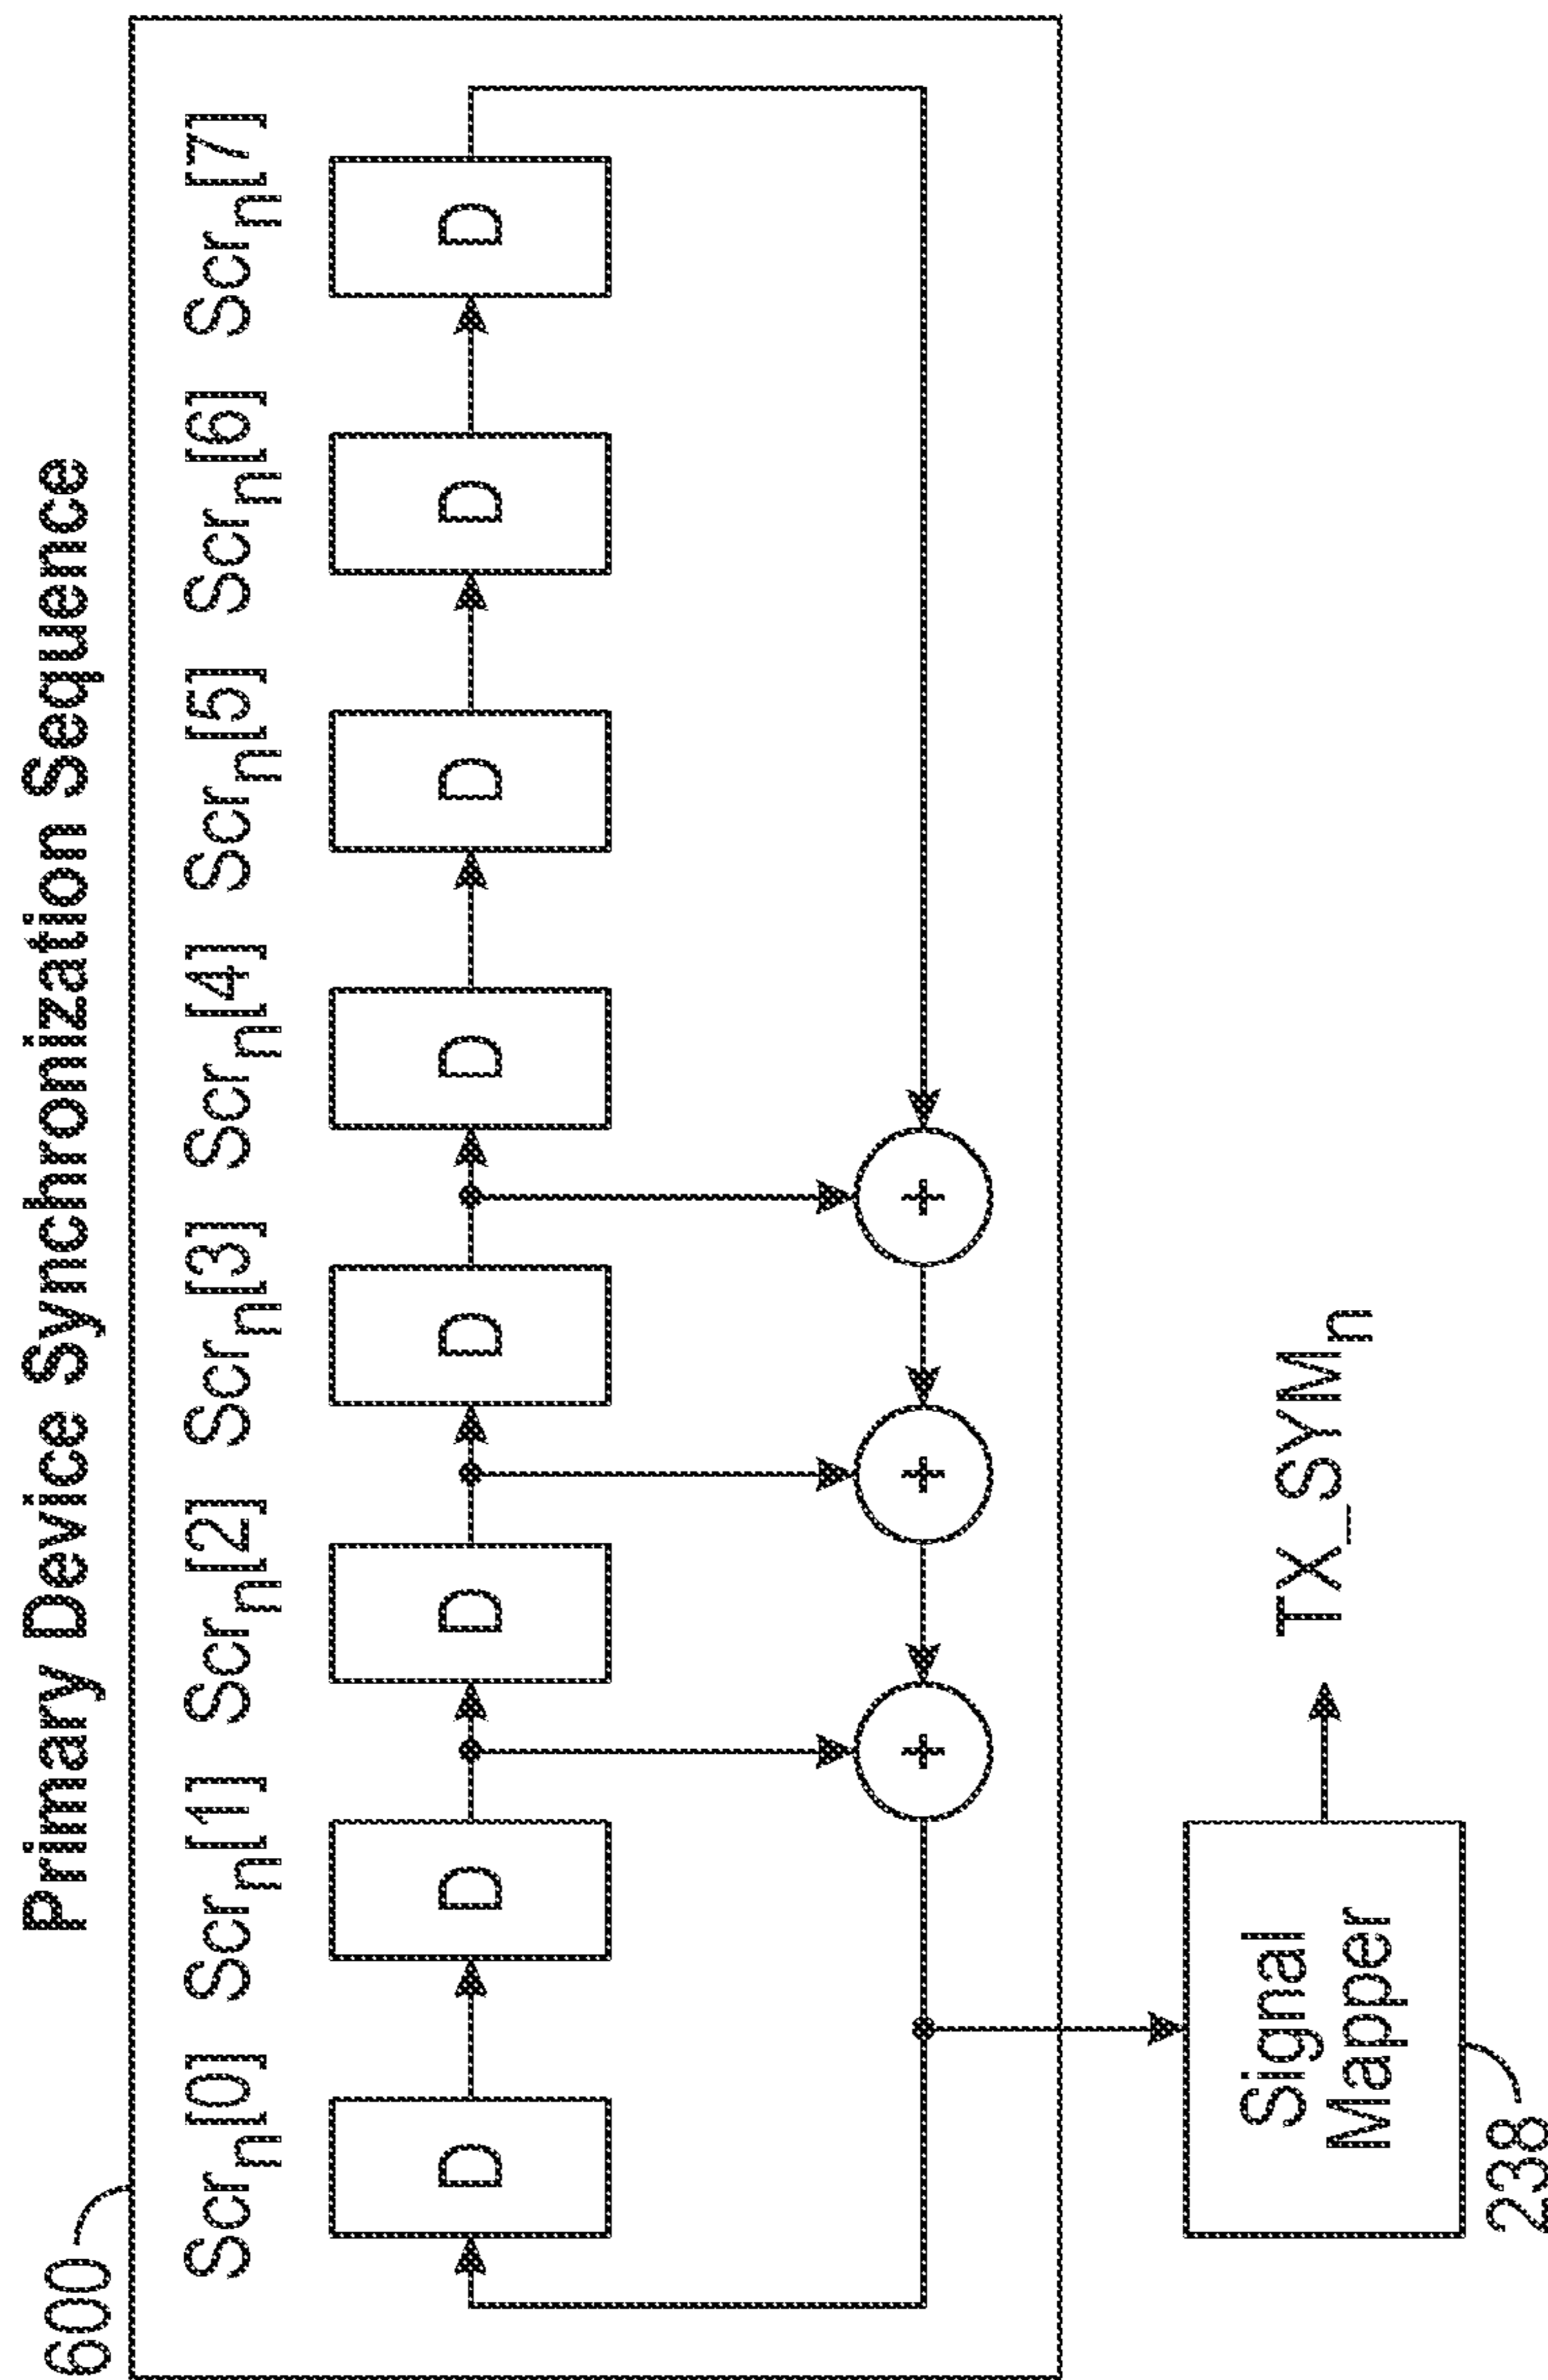 Primary Device Synchronization Sequence
600
Scrn[0] Scrn[1] Scrn[2] Scrn[3] Scrn[4] Scrn[5] Scrn[6] Scrn[7]
D D D D D D D D
+ + +
Signal
Mapper
TX_SYMn
238